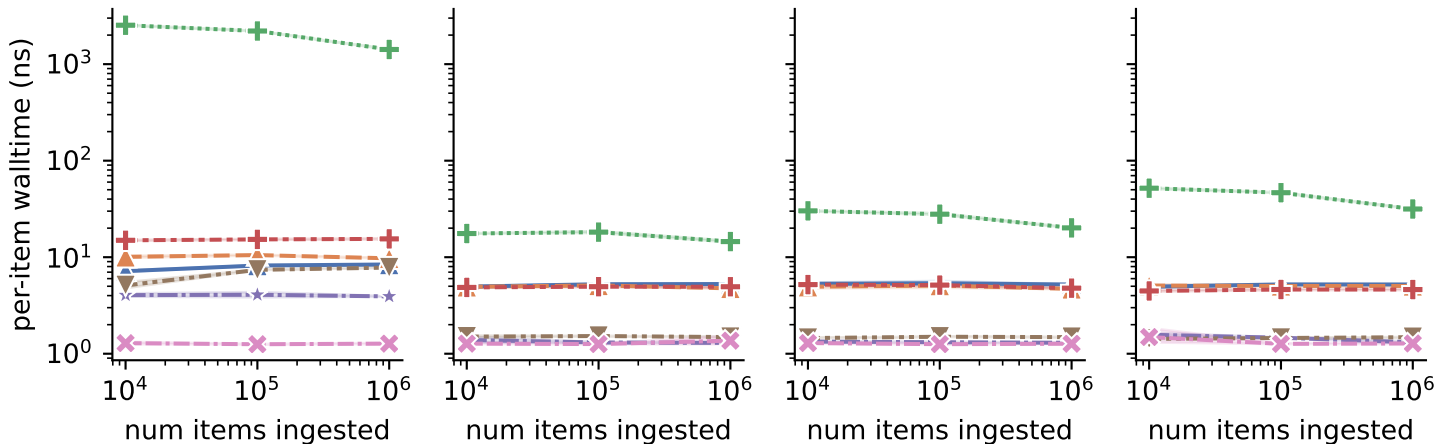 per-item walltime (ns)
10³
10²
10¹
10⁰
10⁴ 10⁵ 10⁶ 10⁴ 10⁵ 10⁶ 10⁴ 10⁵ 10⁶ 10⁴ 10⁵ 10⁶
num items ingested num items ingested num items ingested num items ingested